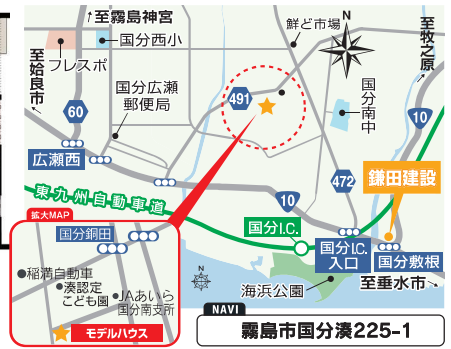 至霧島神宮
国分西小
鮮ど市場
N
至牧之原
フレスポ
至姶良市
国分広瀬
郵便局
491
国分南中
60
10
広瀬西
鎌田建設
472
10
東九州自動車道
国分I.C.
国分I.C.
入口
国分敷根
至垂水市
拡大MAP
国分銅田
稲満自動車
湊認定
こども園
JAあいら
国分南支所
モデルハウス
N
海浜公園
NAVI
霧島市国分湊225-1